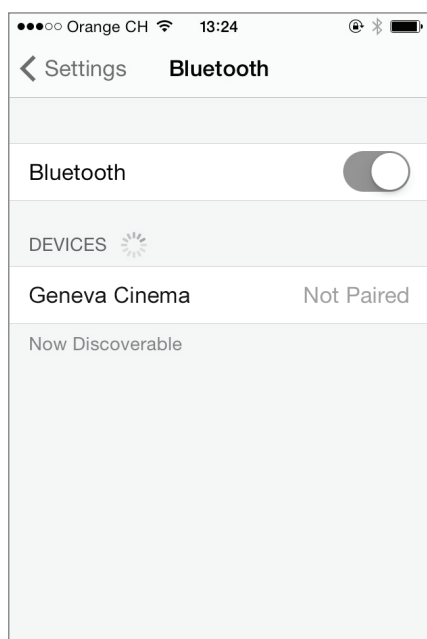 Orange CH 13:24
Settings Bluetooth
Bluetooth
DEVICES
Geneva Cinema Not Paired
Now Discoverable